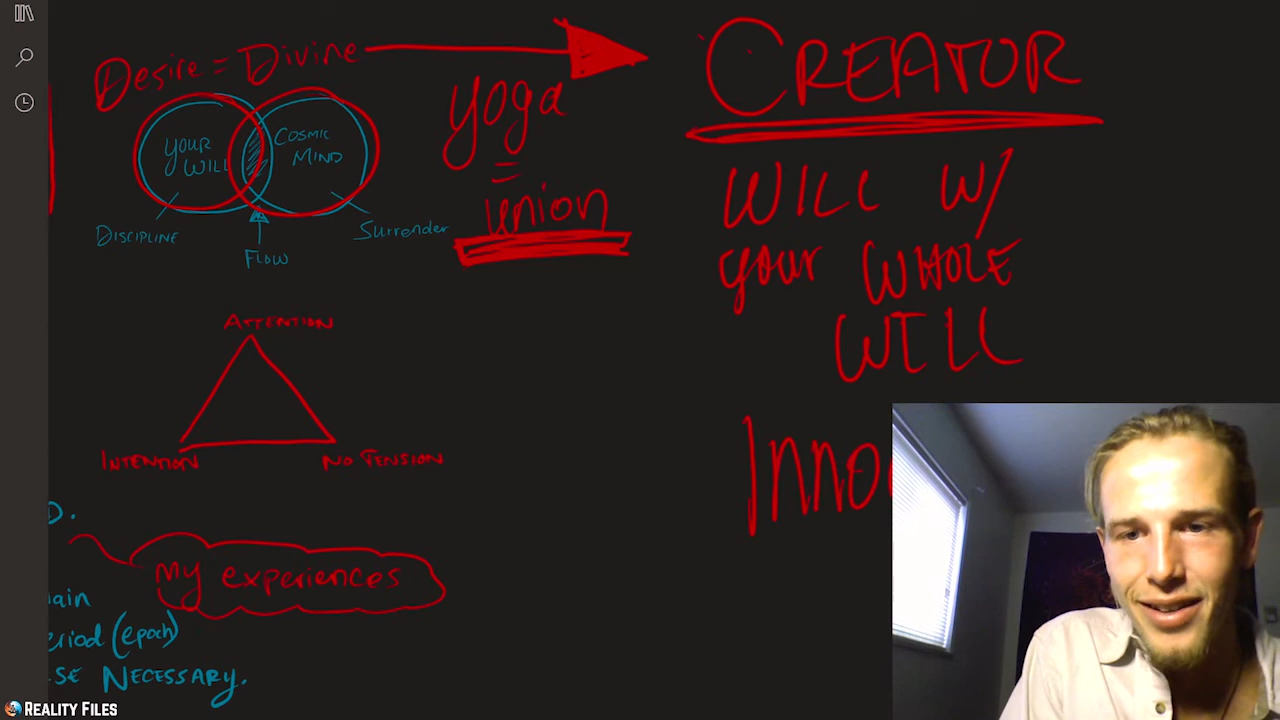 Desire = Divine
CREATOR
yoga
=
union
YOUR
WILL
COSMIC
MIND
DISCIPLINE
FLOW
Surrender
WILL W/
your WHOLE
WILL
ATTENTION
INTENTION
NO TENSION
INNO
D.
My experiences
ain
eriod (epoch)
SE NECESSARY.
REALITY FILES